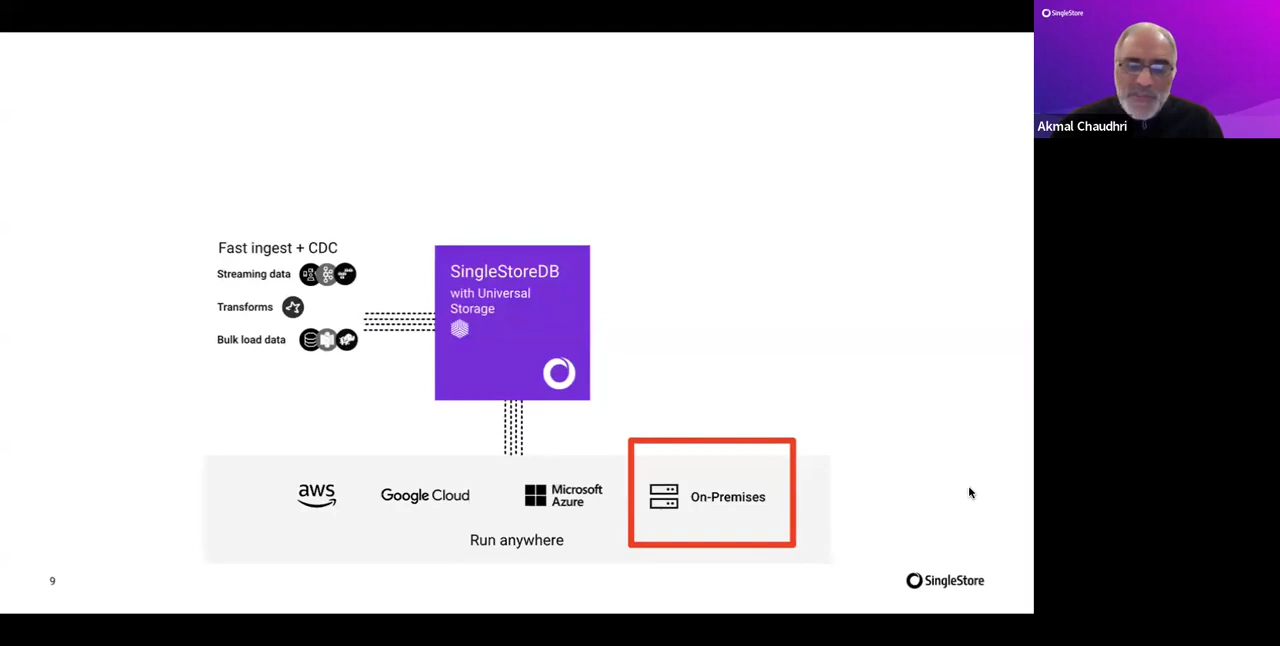 SingleStore
Akmal Chaudhri
Fast ingest + CDC
Streaming data
Transforms
Bulk load data
SingleStoreDB
with Universal
Storage
aws
Google Cloud
Microsoft
Azure
On-Premises
Run anywhere
9
SingleStore